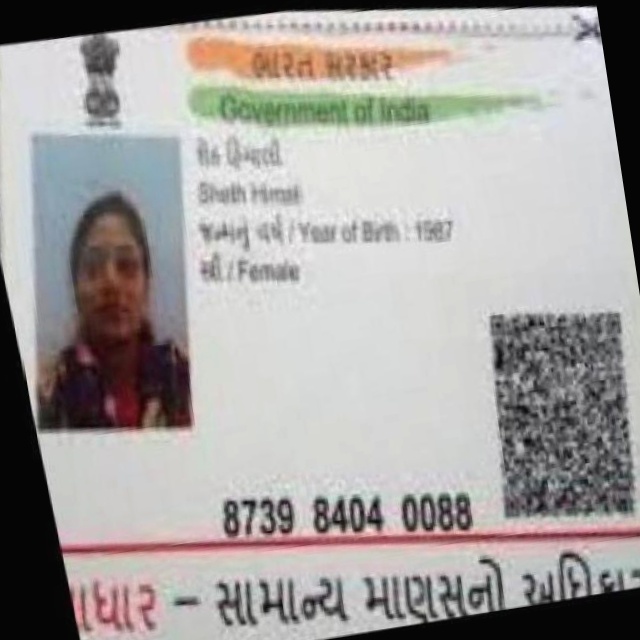 ભારત સરકાર
Government of India
શેઠ હિમાલી
Sheth Himali
જન્મનું વર્ષ / Year of Birth : 1987
સ્ત્રી / Female
8739 8404 0088
ાધાર – સામાન્ય માણસનો અધિકાર